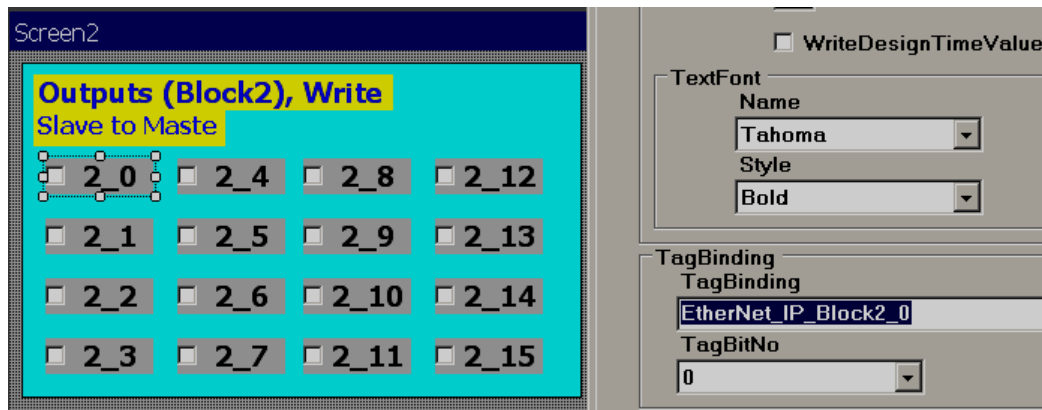 Screen2
Outputs (Block2), Write
Slave to Maste
2_0 2_4 2_8 2_12
2_1 2_5 2_9 2_13
2_2 2_6 2_10 2_14
2_3 2_7 2_11 2_15
WriteDesignTimeValue
TextFont
Name
Tahoma
Style
Bold
TagBinding
TagBinding
EtherNet_IP_Block2_0
TagBitNo
0